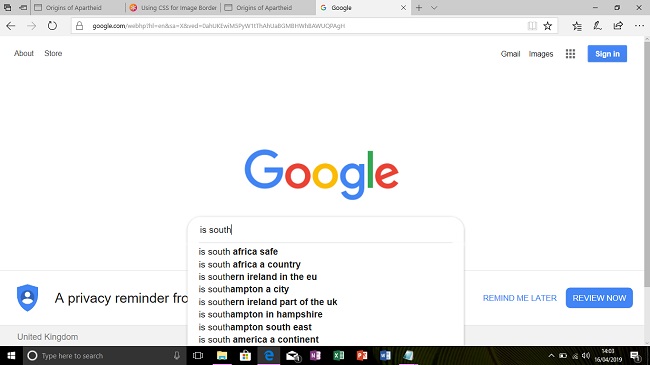 Origins of Apartheid
Using CSS for Image Border
Origins of Apartheid
Google
google.com/webhp?hl=en&sa=X&ved=0ahUKEwiM5PyW1tThAhUaBGMBHWhBAWUQPAgH
About Store
Gmail Images
Sign in
Google
is south
is south africa safe
is south africa a country
is southern ireland in the eu
is southampton a city
is southern ireland part of the uk
is southampton in hampshire
is southampton south east
is south america a continent
A privacy reminder fro
REMIND ME LATER
REVIEW NOW
United Kingdom
Type here to search
14:03
16/04/2019